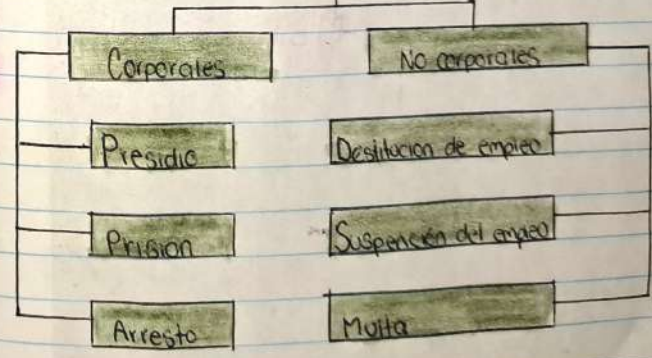 Corporales
No corporales
Presidio
Destitucion de empleo
Prision
Suspención del empleo
Arresto
Multa